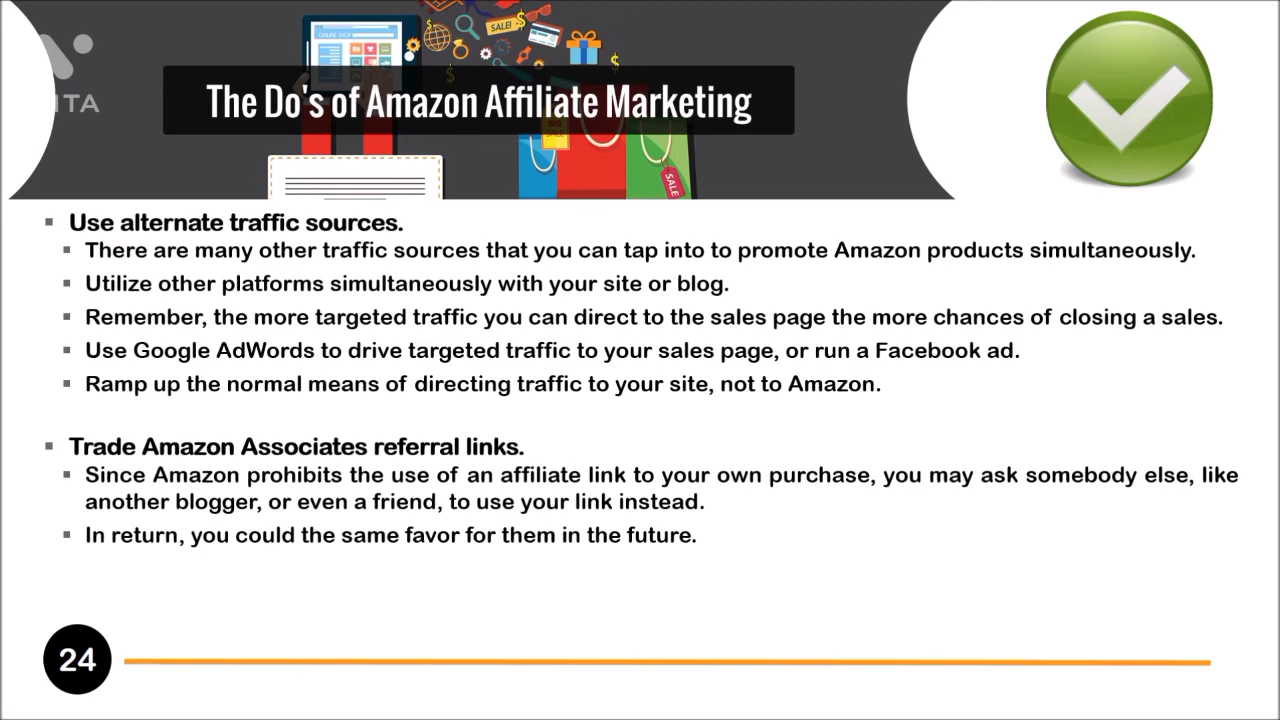 ITA
ONLINE SHOP
SALE!
The Do's of Amazon Affiliate Marketing
SALE
SALE
Use alternate traffic sources.
There are many other traffic sources that you can tap into to promote Amazon products simultaneously.
Utilize other platforms simultaneously with your site or blog.
Remember, the more targeted traffic you can direct to the sales page the more chances of closing a sales.
Use Google AdWords to drive targeted traffic to your sales page, or run a Facebook ad.
Ramp up the normal means of directing traffic to your site, not to Amazon.
Trade Amazon Associates referral links.
Since Amazon prohibits the use of an affiliate link to your own purchase, you may ask somebody else, like
another blogger, or even a friend, to use your link instead.
In return, you could the same favor for them in the future.
24